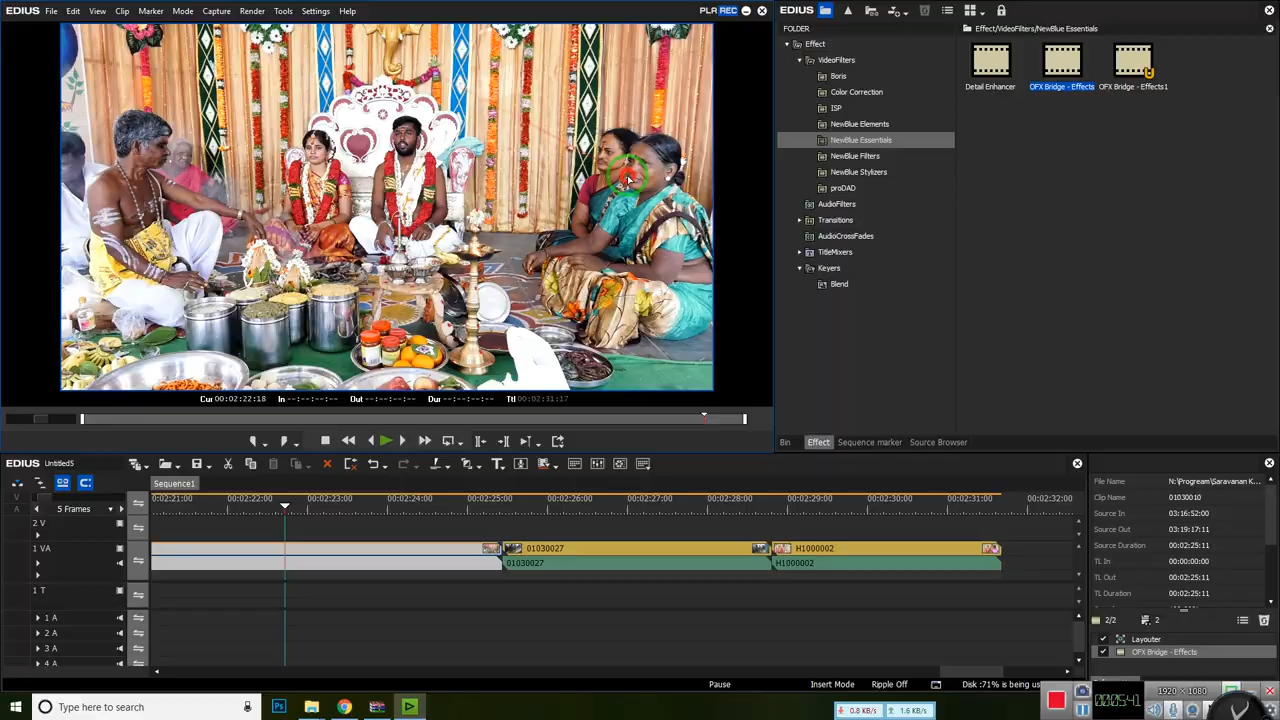 EDIUS File Edit View Clip Marker Mode Capture Render Tools Settings Help PLR REC
EDIUS
FOLDER
Effect/VideoFilters/NewBlue Essentials
Effect
VideoFilters
Boris
Color Correction
ISP
NewBlue Elements
NewBlue Essentials
NewBlue Filters
NewBlue Stylizers
proDAD
AudioFilters
Transitions
AudioCrossFades
TitleMixers
Keyers
Blend
Detail Enhancer OFX Bridge - Effects OFX Bridge - Effects1
Cur 00:02:22:18 In --:--:--:-- Out --:--:--:-- Dur --:--:--:-- Ttl 00:02:31:17
Bin Effect Sequence marker Source Browser
EDIUS Untitled5
Sequence1
5 Frames
0:02:21:00 00:02:22:00 00:02:23:00 00:02:24:00 00:02:25:00 00:02:26:00 00:02:27:00 00:02:28:00 00:02:29:00 00:02:30:00 00:02:31:00 00:02:32:00
V
A
2 V
1 VA
01030027 H1000002
01030027 H1000002
1 T
1 A
2 A
3 A
4 A
File Name N:\Progream\Saravanan K...
Clip Name 01030010
Source In 03:16:52:00
Source Out 03:19:17:11
Source Duration 00:02:25:11
TL In 00:00:00:00
TL Out 00:02:25:11
TL Duration 00:02:25:11
2/2 2
Layouter
OFX Bridge - Effects
Pause Insert Mode Ripple Off Disk :71% is being us
Type here to search
0.8 KB/s 1.6 KB/s
00:05:41
1920 × 1080